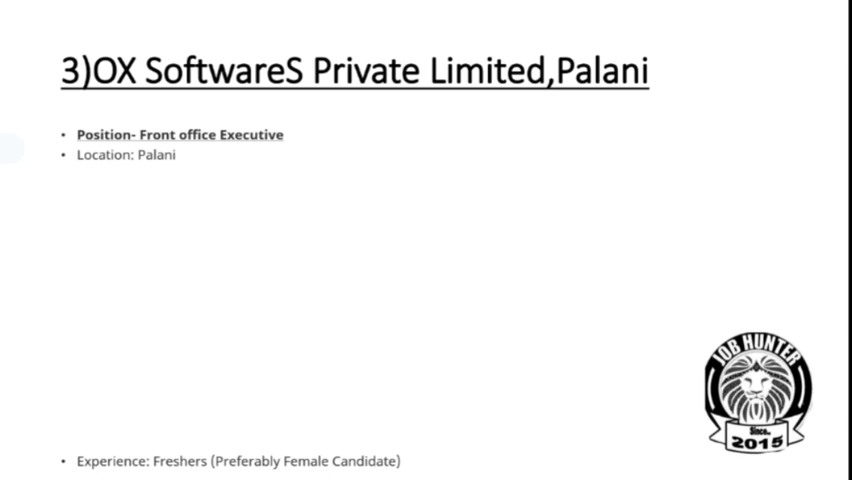 3)OX SoftwareS Private Limited,Palani
• Position- Front office Executive
• Location: Palani
JOB HUNTER
Since..
2015
• Experience: Freshers (Preferably Female Candidate)